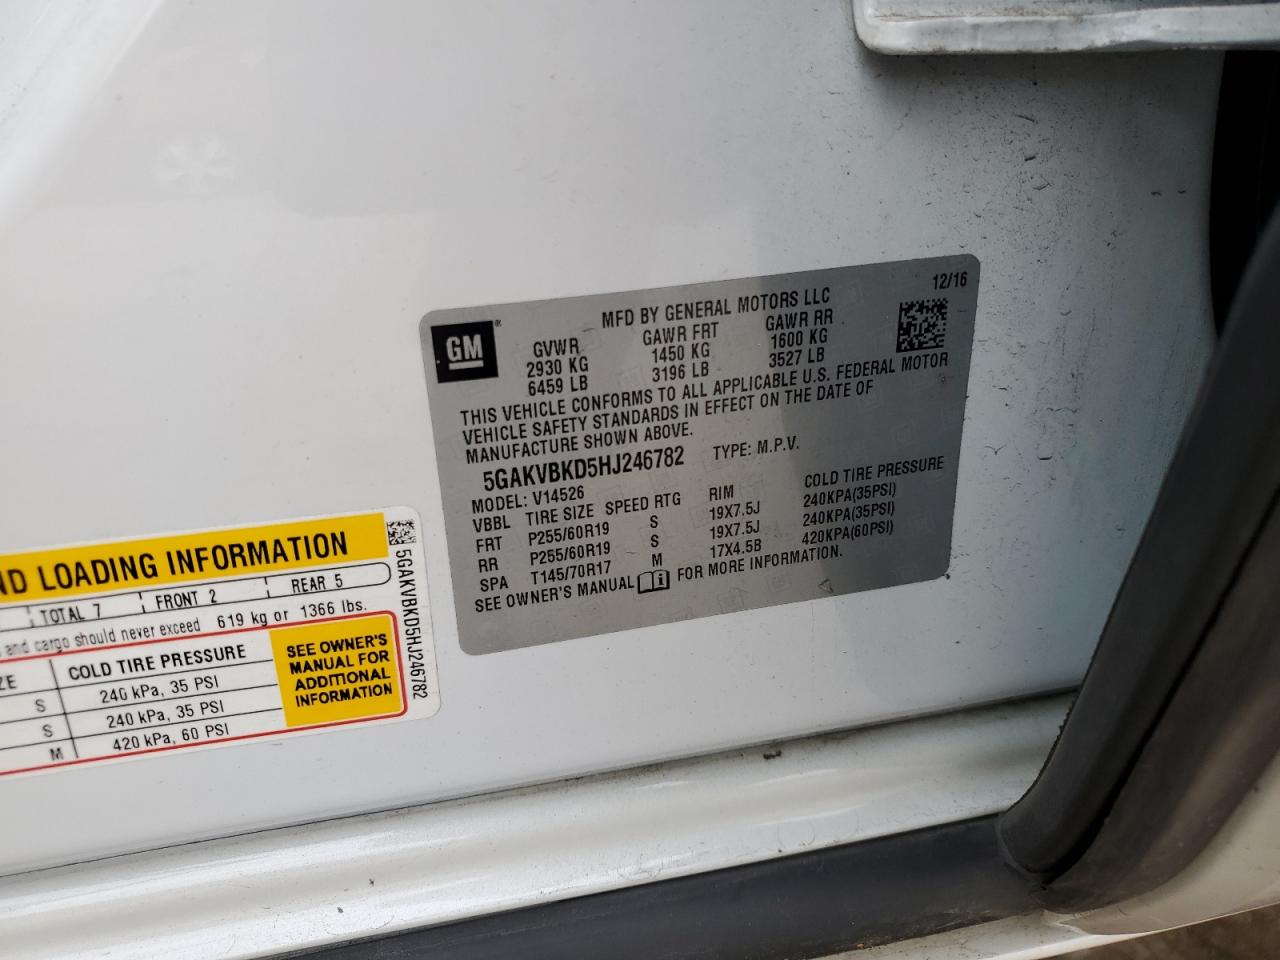 MFD BY GENERAL MOTORS LLC 12/16
GM®
GVWR GAWR FRT GAWR RR
2930 KG 1450 KG 1600 KG
6459 LB 3196 LB 3527 LB
THIS VEHICLE CONFORMS TO ALL APPLICABLE U.S. FEDERAL MOTOR
VEHICLE SAFETY STANDARDS IN EFFECT ON THE DATE OF
MANUFACTURE SHOWN ABOVE.
5GAKVBKD5HJ246782 TYPE: M.P.V.
MODEL: V14526
VBBL TIRE SIZE SPEED RTG RIM COLD TIRE PRESSURE
FRT P255/60R19 S 19X7.5J 240KPA(35PSI)
RR P255/60R19 S 19X7.5J 240KPA(35PSI)
SPA T145/70R17 M 17X4.5B 420KPA(60PSI)
SEE OWNER'S MANUAL FOR MORE INFORMATION.
ND LOADING INFORMATION
TOTAL 7 FRONT 2 REAR 5
and cargo should never exceed 619 kg or 1366 lbs.
ZE COLD TIRE PRESSURE
S 240 kPa, 35 PSI
S 240 kPa, 35 PSI
M 420 kPa, 60 PSI
SEE OWNER'S
MANUAL FOR
ADDITIONAL
INFORMATION
5GAKVBKD5HJ246782